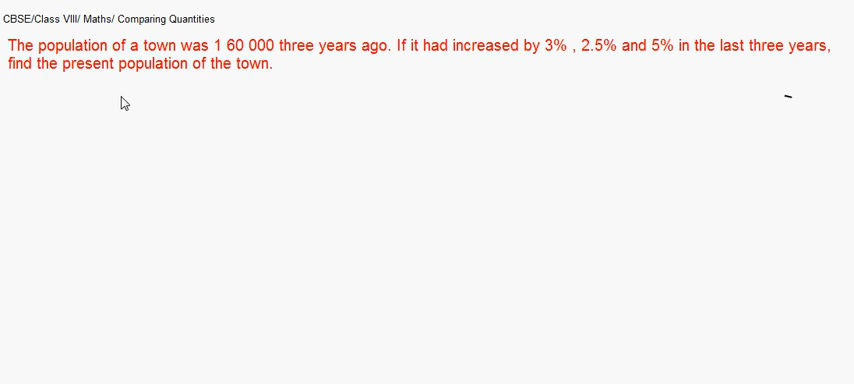 CBSE/Class VIII/ Maths/ Comparing Quantities
The population of a town was 1 60 000 three years ago. If it had increased by 3% , 2.5% and 5% in the last three years,
find the present population of the town.